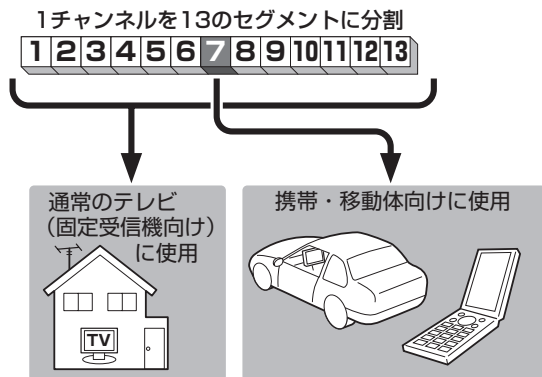 1チャンネルを13のセグメントに分割
1 2 3 4 5 6 7 8 9 10 11 12 13
通常のテレビ
（固定受信機向け）
に使用
TV
携帯・移動体向けに使用